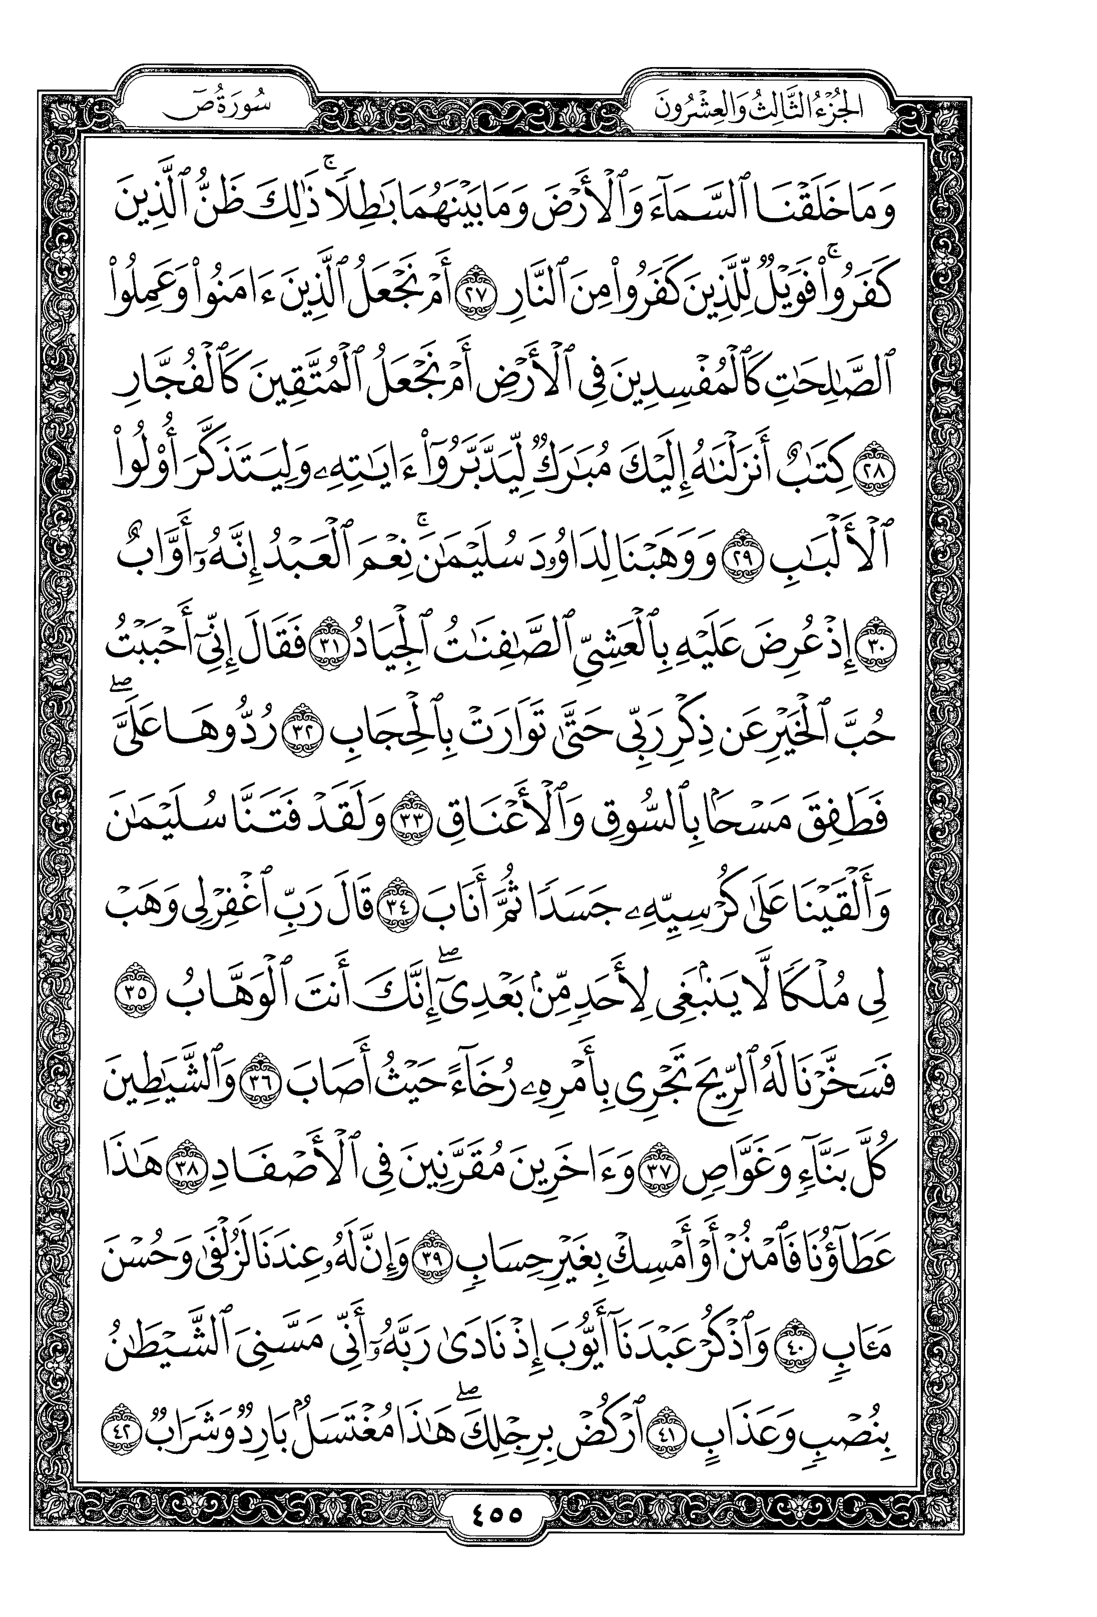 الجُزْءُ الثَّالِثُ وَالعِشْرُونَ
سُورَةُ صٓ
وَمَا خَلَقْنَا ٱلسَّمَآءَ وَٱلْأَرْضَ وَمَا بَيْنَهُمَا بَٰطِلًا ۚ ذَٰلِكَ ظَنُّ ٱلَّذِينَ
كَفَرُوا۟ ۚ فَوَيْلٌ لِّلَّذِينَ كَفَرُوا۟ مِنَ ٱلنَّارِ ٢٧ أَمْ نَجْعَلُ ٱلَّذِينَ ءَامَنُوا۟ وَعَمِلُوا۟
ٱلصَّٰلِحَٰتِ كَٱلْمُفْسِدِينَ فِى ٱلْأَرْضِ أَمْ نَجْعَلُ ٱلْمُتَّقِينَ كَٱلْفُجَّارِ
٢٨ كِتَٰبٌ أَنزَلْنَٰهُ إِلَيْكَ مُبَٰرَكٌ لِّيَدَّبَّرُوٓا۟ ءَايَٰتِهِۦ وَلِيَتَذَكَّرَ أُو۟لُوا۟
ٱلْأَلْبَٰبِ ٢٩ وَوَهَبْنَا لِدَاوُۥدَ سُلَيْمَٰنَ ۚ نِعْمَ ٱلْعَبْدُ إِنَّهُۥٓ أَوَّابٌ
٣٠ إِذْ عُرِضَ عَلَيْهِ بِٱلْعَشِىِّ ٱلصَّٰفِنَٰتُ ٱلْجِيَادُ ٣١ فَقَالَ إِنِّىٓ أَحْبَبْتُ
حُبَّ ٱلْخَيْرِ عَن ذِكْرِ رَبِّى حَتَّىٰ تَوَارَتْ بِٱلْحِجَابِ ٣٢ رُدُّوهَا عَلَىَّ ۖ
فَطَفِقَ مَسْحًۢا بِٱلسُّوقِ وَٱلْأَعْنَاقِ ٣٣ وَلَقَدْ فَتَنَّا سُلَيْمَٰنَ
وَأَلْقَيْنَا عَلَىٰ كُرْسِيِّهِۦ جَسَدًا ثُمَّ أَنَابَ ٣٤ قَالَ رَبِّ ٱغْفِرْ لِى وَهَبْ
لِى مُلْكًا لَّا يَنۢبَغِى لِأَحَدٍ مِّنۢ بَعْدِىٓ ۖ إِنَّكَ أَنتَ ٱلْوَهَّابُ ٣٥
فَسَخَّرْنَا لَهُ ٱلرِّيحَ تَجْرِى بِأَمْرِهِۦ رُخَآءً حَيْثُ أَصَابَ ٣٦ وَٱلشَّيَٰطِينَ
كُلَّ بَنَّآءٍ وَغَوَّاصٍ ٣٧ وَءَاخَرِينَ مُقَرَّنِينَ فِى ٱلْأَصْفَادِ ٣٨ هَٰذَا
عَطَآؤُنَا فَٱمْنُنْ أَوْ أَمْسِكْ بِغَيْرِ حِسَابٍ ٣٩ وَإِنَّ لَهُۥ عِندَنَا لَزُلْفَىٰ وَحُسْنَ
مَـَٔابٍ ٤٠ وَٱذْكُرْ عَبْدَنَآ أَيُّوبَ إِذْ نَادَىٰ رَبَّهُۥٓ أَنِّى مَسَّنِىَ ٱلشَّيْطَٰنُ
بِنُصْبٍ وَعَذَابٍ ٤١ ٱرْكُضْ بِرِجْلِكَ ۖ هَٰذَا مُغْتَسَلٌۢ بَارِدٌ وَشَرَابٌ ٤٢
٤٥٥